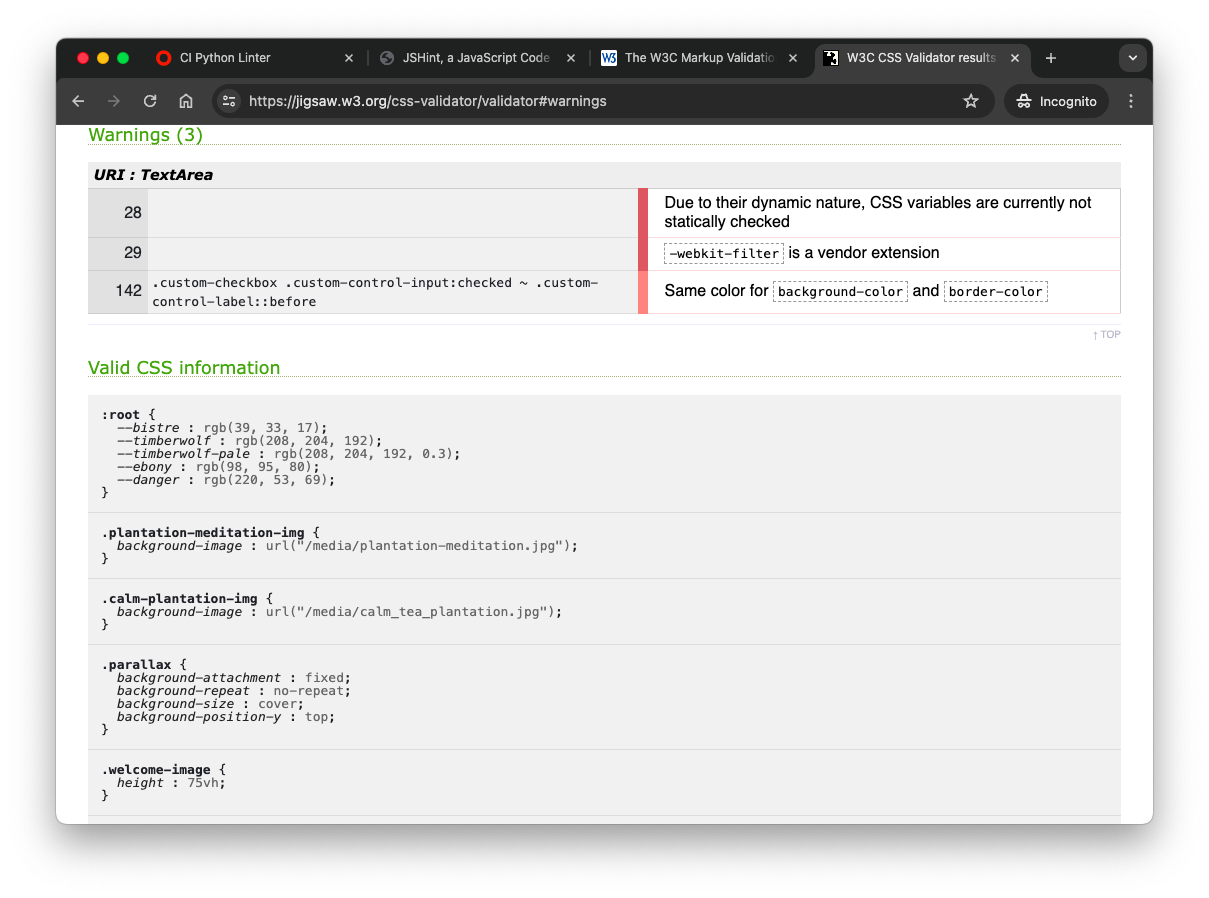 CI Python Linter
JSHint, a JavaScript Code
The W3C Markup Validatio
W3C CSS Validator results
https://jigsaw.w3.org/css-validator/validator#warnings
Incognito
Warnings (3)
URI : TextArea
28 Due to their dynamic nature, CSS variables are currently not
statically checked
29 -webkit-filter is a vendor extension
142 .custom-checkbox .custom-control-input:checked ~ .custom-
control-label::before
Same color for background-color and border-color
↑ TOP
Valid CSS information
:root {
--bistre : rgb(39, 33, 17);
--timberwolf : rgb(208, 204, 192);
--timberwolf-pale : rgb(208, 204, 192, 0.3);
--ebony : rgb(98, 95, 80);
--danger : rgb(220, 53, 69);
}
.plantation-meditation-img {
background-image : url("/media/plantation-meditation.jpg");
}
.calm-plantation-img {
background-image : url("/media/calm_tea_plantation.jpg");
}
.parallax {
background-attachment : fixed;
background-repeat : no-repeat;
background-size : cover;
background-position-y : top;
}
.welcome-image {
height : 75vh;
}